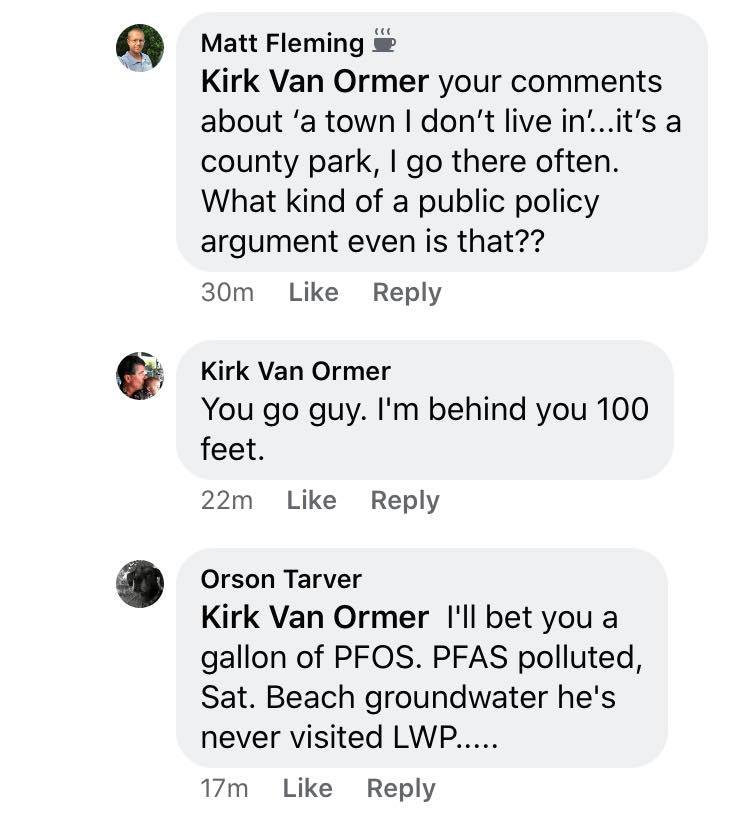 Matt Fleming
Kirk Van Ormer your comments
about ‘a town I don’t live in’...it’s a
county park, I go there often.
What kind of a public policy
argument even is that??
30m Like Reply
Kirk Van Ormer
You go guy. I'm behind you 100
feet.
22m Like Reply
Orson Tarver
Kirk Van Ormer I'll bet you a
gallon of PFOS. PFAS polluted,
Sat. Beach groundwater he's
never visited LWP.....
17m Like Reply